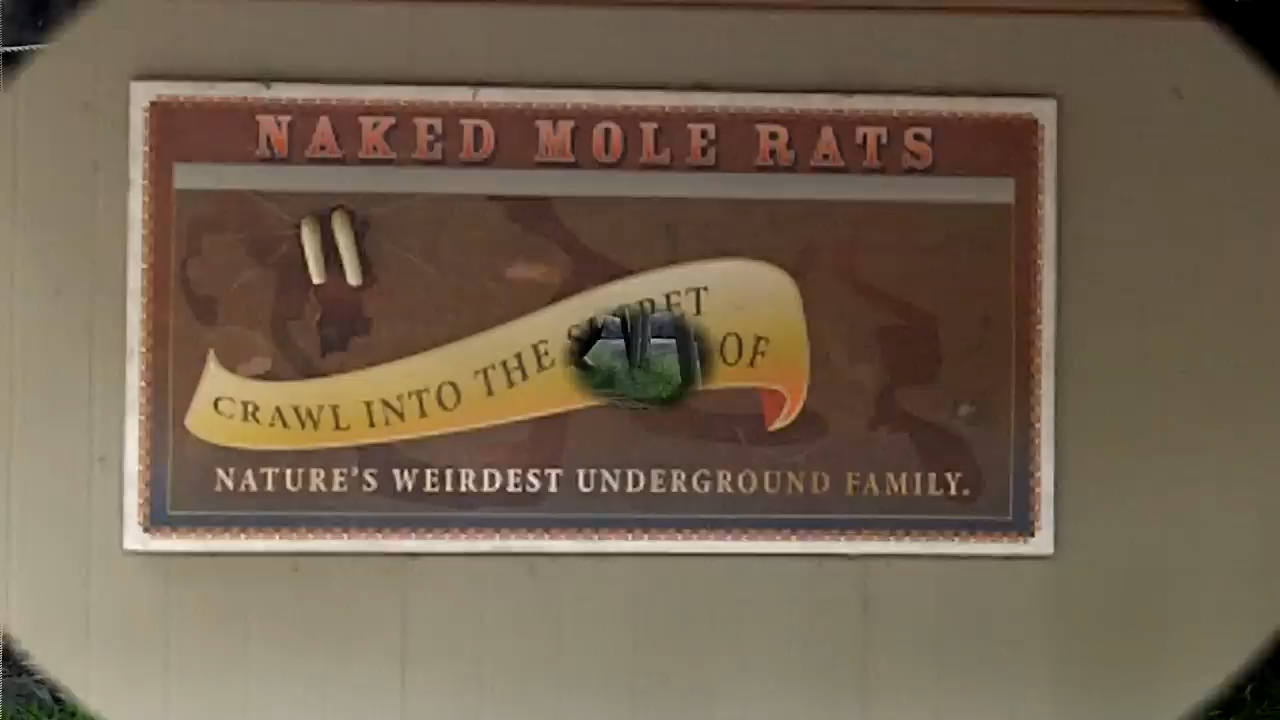 NAKED MOLE RATS
CRAWL INTO THE OF
NATURE'S WEIRDEST UNDERGROUND FAMILY.